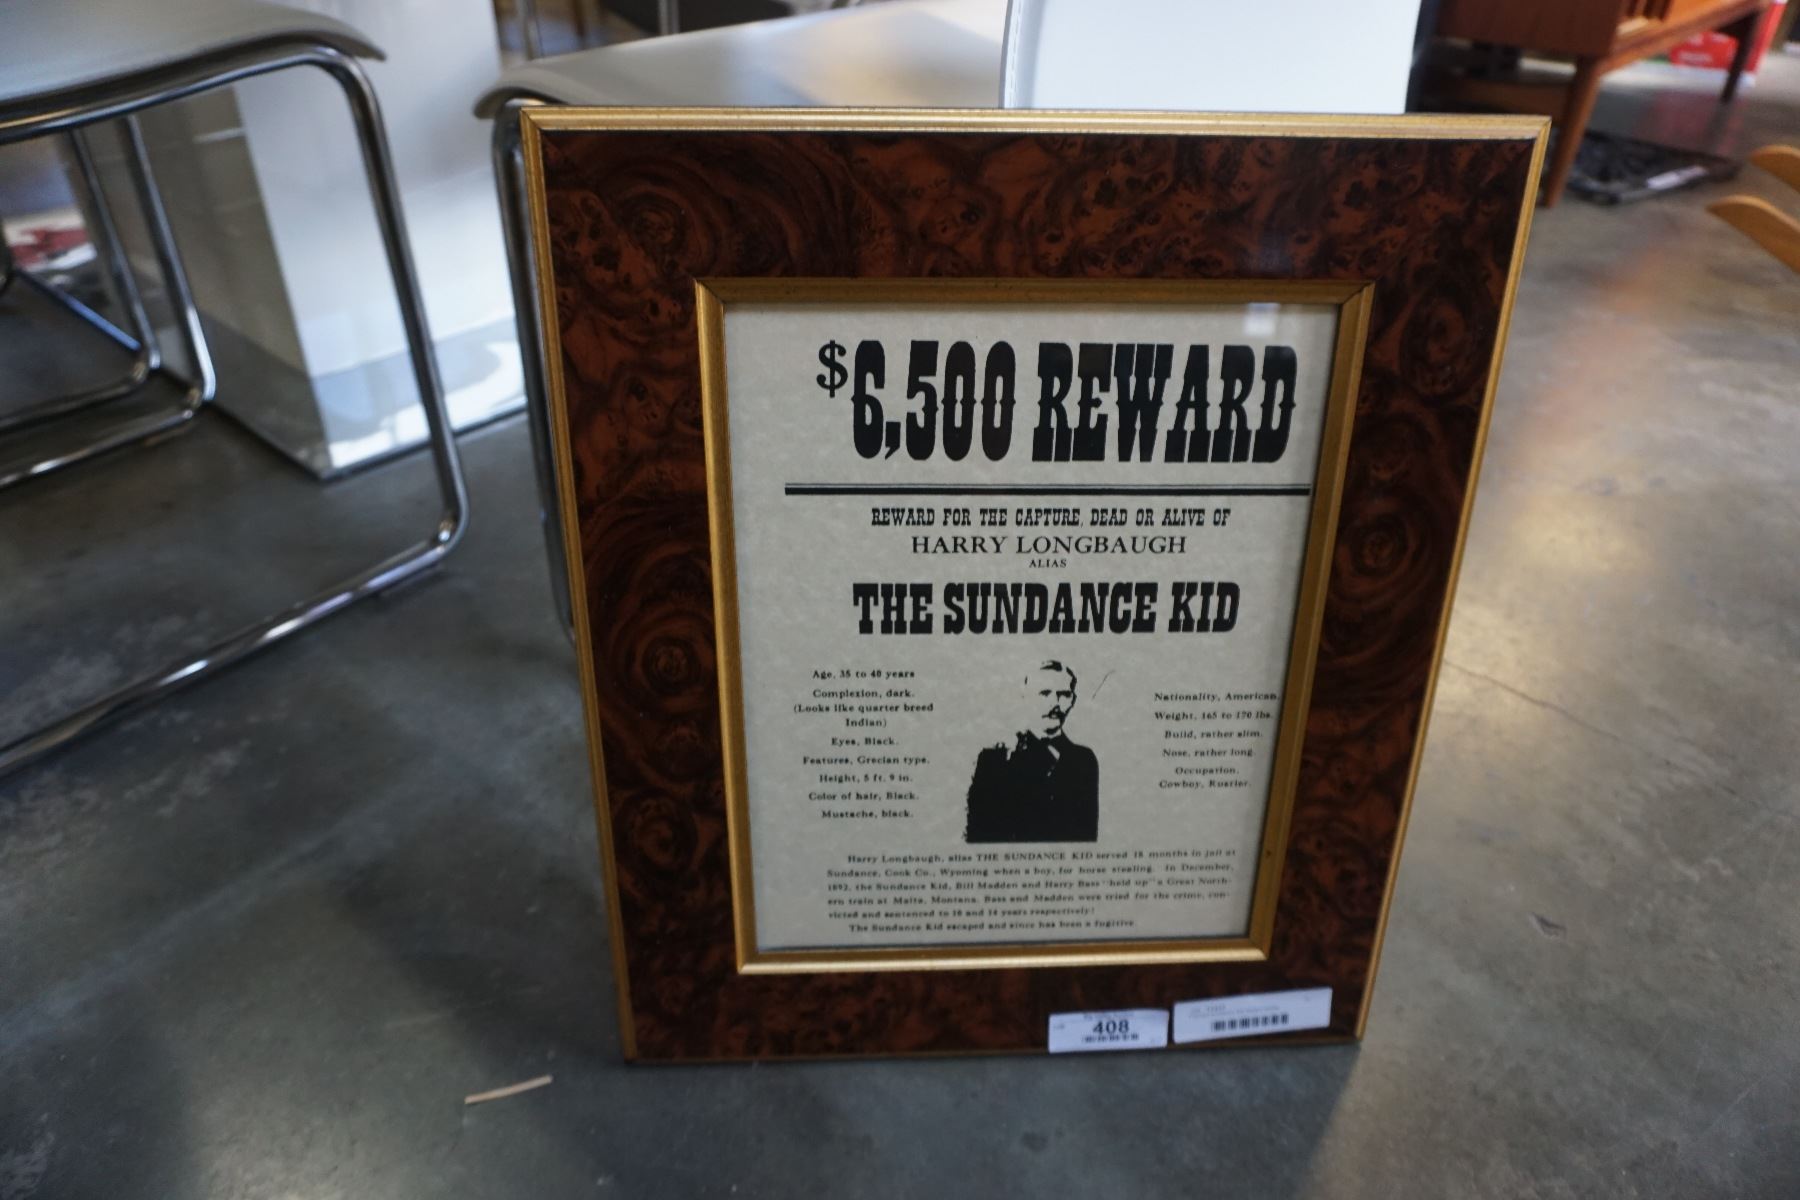 $6,500 REWARD
REWARD FOR THE CAPTURE, DEAD OR ALIVE OF
HARRY LONGBAUGH
ALIAS
THE SUNDANCE KID
Age, 35 to 40 years
Complexion, dark.
(Looks like quarter breed
Indian)
Eyes, Black.
Features, Grecian type.
Height, 5 ft. 9 in.
Color of hair, Black.
Mustache, black.
Nationality, American.
Weight, 165 to 170 lbs.
Build, rather slim.
Nose, rather long.
Occupation.
Cowboy, Rustler.
Harry Longbaugh, alias THE SUNDANCE KID served 18 months in jail at
Sundance, Cook Co., Wyoming when a boy, for horse stealing. In December,
1892, the Sundance Kid, Bill Madden and Harry Bass "held up" a Great North-
ern train at Malta, Montana. Bass and Madden were tried for the crime, con-
victed and sentenced to 10 and 14 years respectively!
The Sundance Kid escaped and since has been a fugitive.
408